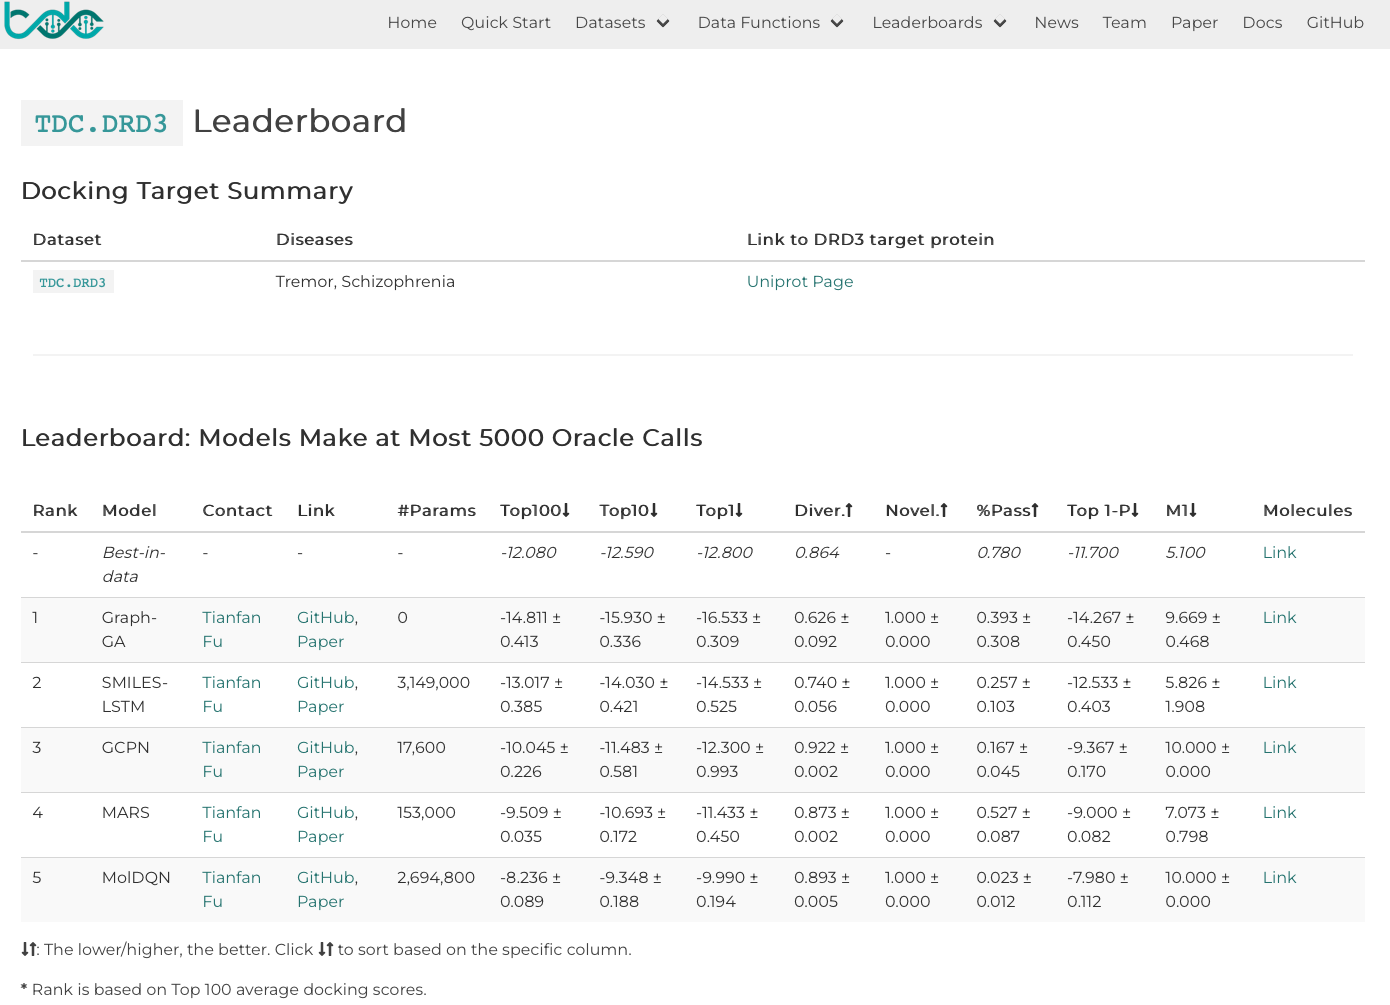 tdc Home Quick Start Datasets Data Functions Leaderboards News Team Paper Docs GitHub
TDC.DRD3 Leaderboard
Docking Target Summary
Dataset Diseases Link to DRD3 target protein
TDC.DRD3 Tremor, Schizophrenia Uniprot Page
Leaderboard: Models Make at Most 5000 Oracle Calls
Rank Model Contact Link #Params Top100↓ Top10↓ Top1↓ Diver.↑ Novel.↑ %Pass↑ Top 1-P↓ M1↓ Molecules
- Best-in- - - - -12.080 -12.590 -12.800 0.864 - 0.780 -11.700 5.100 Link
data
1 Graph- Tianfan GitHub, 0 -14.811 ± -15.930 ± -16.533 ± 0.626 ± 1.000 ± 0.393 ± -14.267 ± 9.669 ± Link
GA Fu Paper 0.413 0.336 0.309 0.092 0.000 0.308 0.450 0.468
2 SMILES- Tianfan GitHub, 3,149,000 -13.017 ± -14.030 ± -14.533 ± 0.740 ± 1.000 ± 0.257 ± -12.533 ± 5.826 ± Link
LSTM Fu Paper 0.385 0.421 0.525 0.056 0.000 0.103 0.403 1.908
3 GCPN Tianfan GitHub, 17,600 -10.045 ± -11.483 ± -12.300 ± 0.922 ± 1.000 ± 0.167 ± -9.367 ± 10.000 ± Link
Fu Paper 0.226 0.581 0.993 0.002 0.000 0.045 0.170 0.000
4 MARS Tianfan GitHub, 153,000 -9.509 ± -10.693 ± -11.433 ± 0.873 ± 1.000 ± 0.527 ± -9.000 ± 7.073 ± Link
Fu Paper 0.035 0.172 0.450 0.002 0.000 0.087 0.082 0.798
5 MolDQN Tianfan GitHub, 2,694,800 -8.236 ± -9.348 ± -9.990 ± 0.893 ± 1.000 ± 0.023 ± -7.980 ± 10.000 ± Link
Fu Paper 0.089 0.188 0.194 0.005 0.000 0.012 0.112 0.000
↓↑: The lower/higher, the better. Click ↓↑ to sort based on the specific column.
* Rank is based on Top 100 average docking scores.